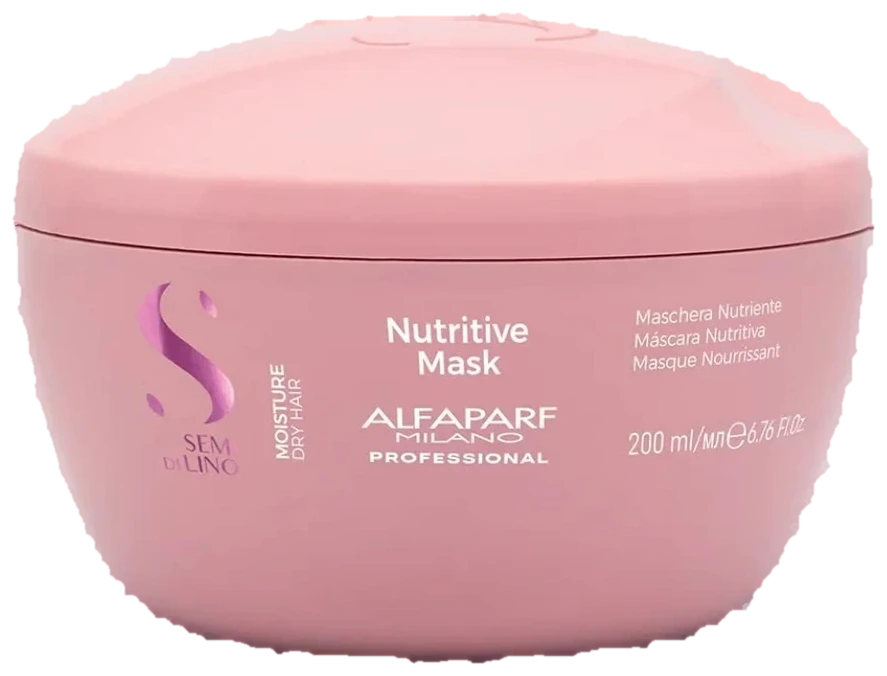 SEM
DI LINO
MOISTURE
DRY HAIR
Nutritive
Mask
ALFAPARF
MILANO
PROFESSIONAL
Maschera Nutriente
Máscara Nutritiva
Masque Nourrissant
200 ml/мл℮6.76 Fl.Oz.